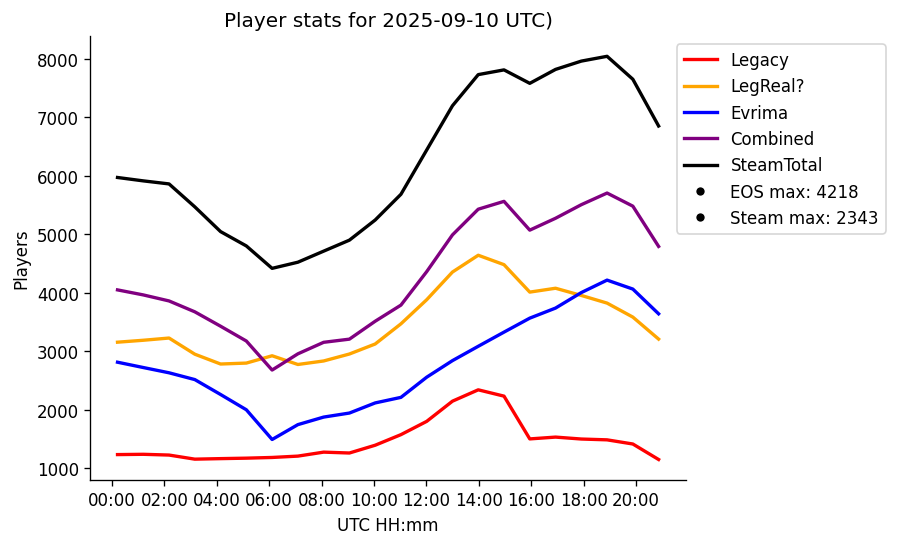 Player stats for 2025-09-10 UTC)
8000
7000
6000
5000
4000
3000
2000
1000
Players
00:00 02:00 04:00 06:00 08:00 10:00 12:00 14:00 16:00 18:00 20:00
UTC HH:mm
Legacy
LegReal?
Evrima
Combined
SteamTotal
EOS max: 4218
Steam max: 2343